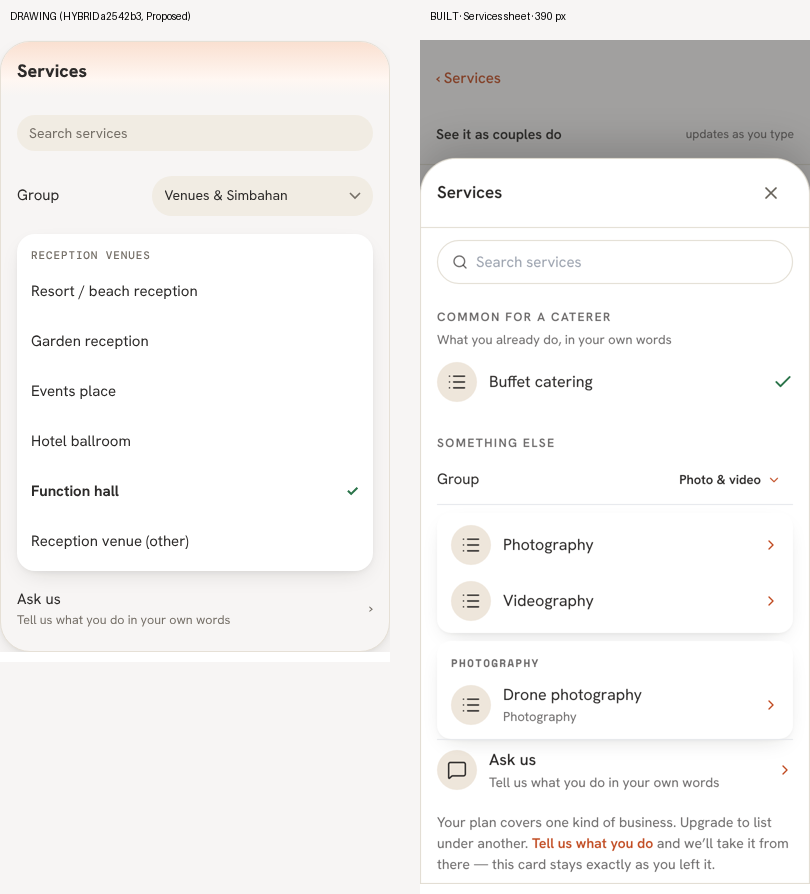 DRAWING (HYBRID a2542b3, Proposed)
Services
Search services
Group
Venues & Simbahan
RECEPTION VENUES
Resort / beach reception
Garden reception
Events place
Hotel ballroom
Function hall
Reception venue (other)
Ask us
Tell us what you do in your own words
BUILT · Services sheet · 390 px
‹ Services
See it as couples do
updates as you type
Services
Search services
COMMON FOR A CATERER
What you already do, in your own words
Buffet catering
SOMETHING ELSE
Group
Photo & video
Photography
Videography
PHOTOGRAPHY
Drone photography
Photography
Ask us
Tell us what you do in your own words
Your plan covers one kind of business. Upgrade to list
under another. Tell us what you do and we’ll take it from
there — this card stays exactly as you left it.